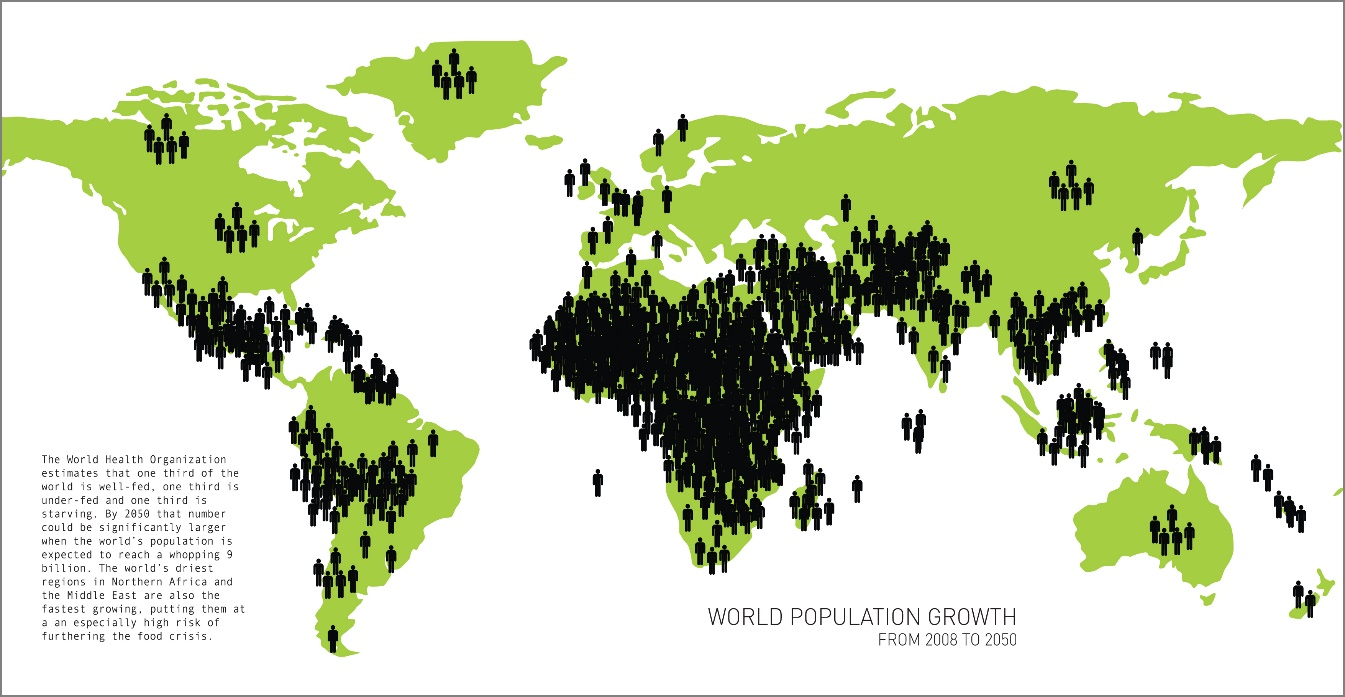 The World Health Organization
estimates that one third of the
world is well-fed, one third is
under-fed and one third is
starving. By 2050 that number
could be significantly larger
when the world's population is
expected to reach a whopping 9
billion. The world's driest
regions in Northern Africa and
the Middle East are also the
fastest growing, putting them at
a an especially high risk of
furthering the food crisis.
WORLD POPULATION GROWTH
FROM 2008 TO 2050